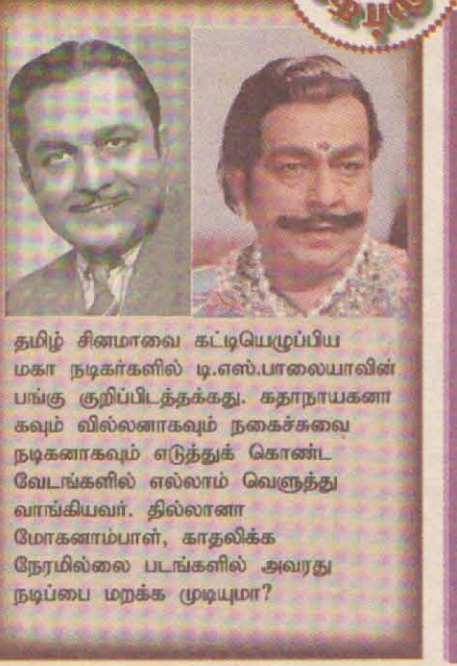 தமிழ் சினமாவை கட்டியெழுப்பிய
மகா நடிகர்களில் டி.எஸ்.பாலையாவின்
பங்கு குறிப்பிடத்தக்கது. கதாநாயகனா
கவும் வில்லனாகவும் நகைச்சுவை
நடிகனாகவும் எடுத்துக் கொண்ட
வேடங்களில் எல்லாம் வெளுத்து
வாங்கியவர். தில்லானா
மோகனாம்பாள், காதலிக்க
நேரமில்லை படங்களில் அவரது
நடிப்பை மறக்க முடியுமா?